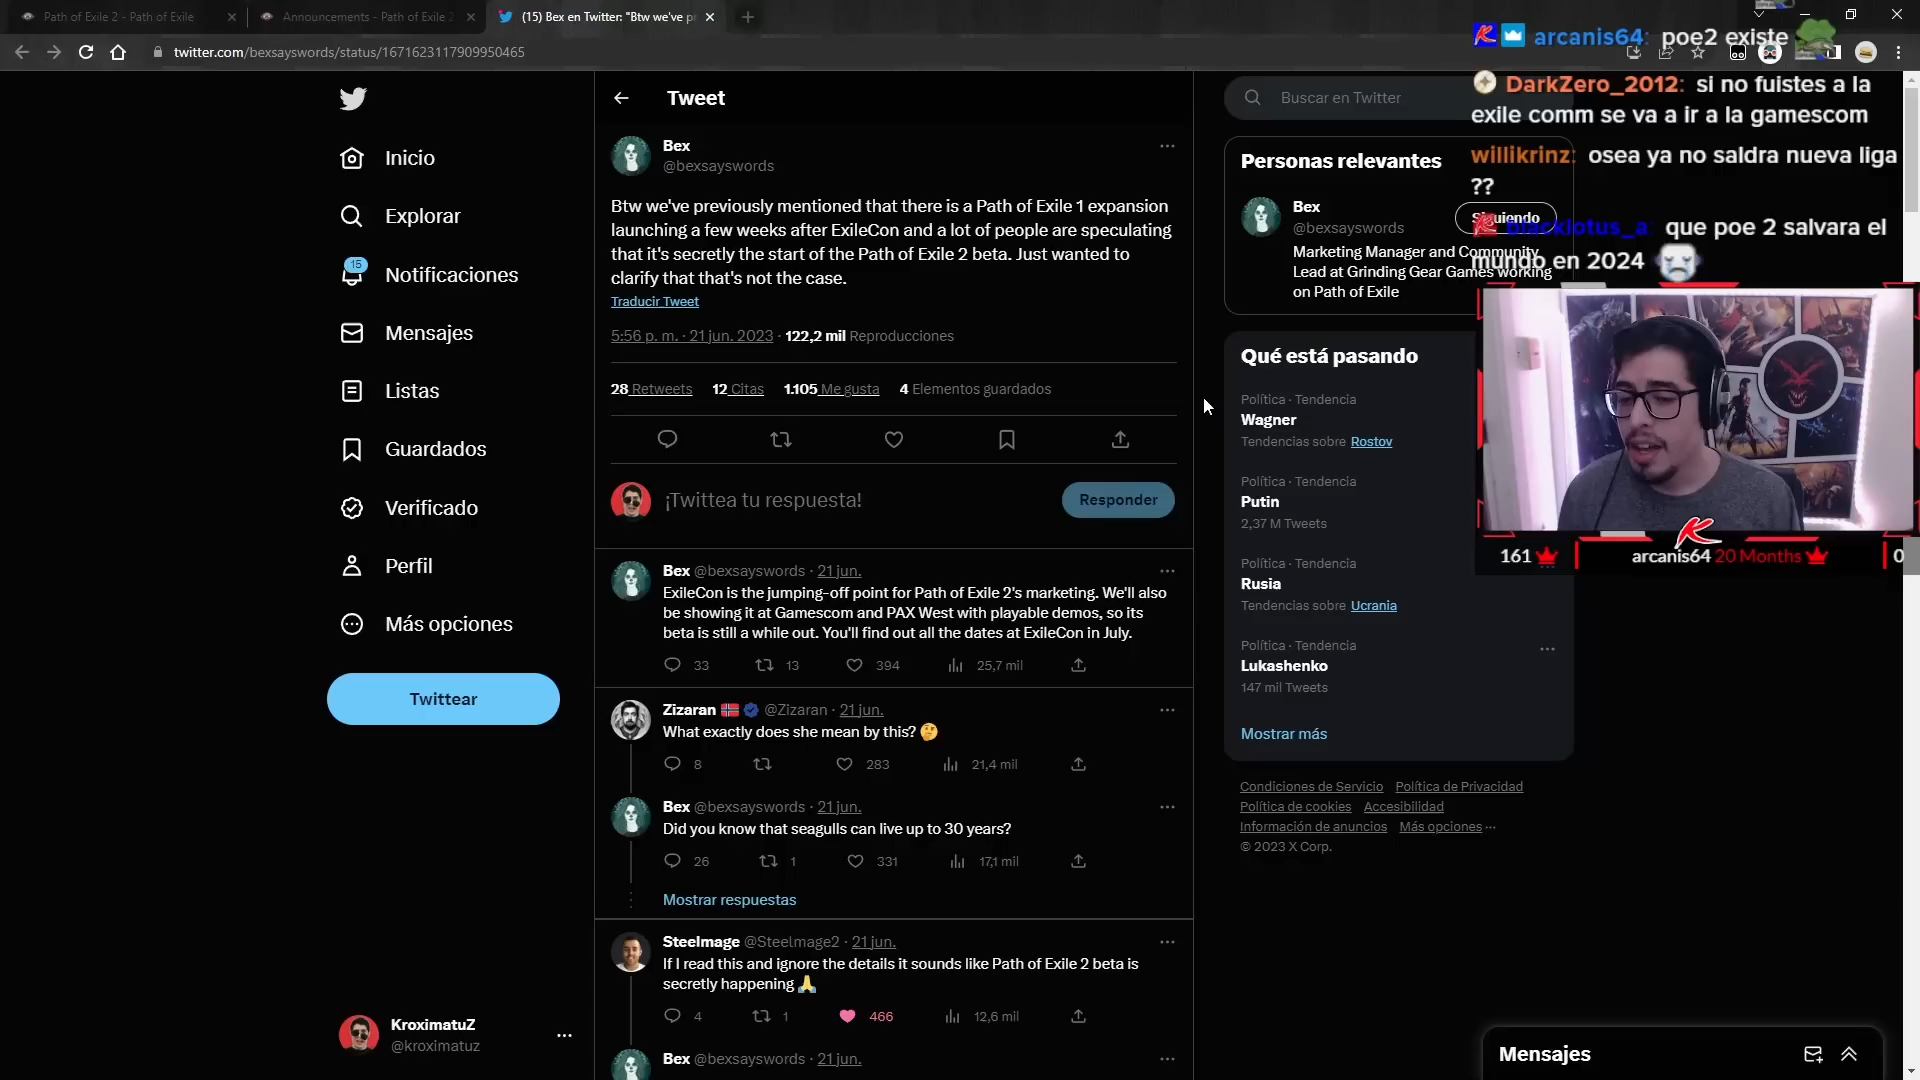 Path of Exile 2 - Path of Exile
Announcements - Path of Exile 2
(15) Bex en Twitter: "Btw we've pr
twitter.com/bexsayswords/status/1671623117909950465
arcanis64: poe2 existe
DarkZero_2012: si no fuistes a la
exile comm se va a ir a la gamescom
willikrinz: osea ya no saldra nueva liga
??
blacklotus_a: que poe 2 salvara el
mundo en 2024
Inicio
Explorar
15
Notificaciones
Mensajes
Listas
Guardados
Verificado
Perfil
Más opciones
Twittear
KroximatuZ
@kroximatuz
Tweet
Bex
@bexsayswords
Btw we've previously mentioned that there is a Path of Exile 1 expansion
launching a few weeks after ExileCon and a lot of people are speculating
that it's secretly the start of the Path of Exile 2 beta. Just wanted to
clarify that that's not the case.
Traducir Tweet
5:56 p. m. · 21 jun. 2023 · 122,2 mil Reproducciones
28 Retweets 12 Citas 1.105 Me gusta 4 Elementos guardados
¡Twittea tu respuesta!
Responder
Bex @bexsayswords · 21 jun.
ExileCon is the jumping-off point for Path of Exile 2's marketing. We'll also
be showing it at Gamescom and PAX West with playable demos, so its
beta is still a while out. You'll find out all the dates at ExileCon in July.
33 13 394 25,7 mil
Zizaran @Zizaran · 21 jun.
What exactly does she mean by this?
8 283 21,4 mil
Bex @bexsayswords · 21 jun.
Did you know that seagulls can live up to 30 years?
26 1 331 17,1 mil
Mostrar respuestas
Steelmage @Steelmage2 · 21 jun.
If I read this and ignore the details it sounds like Path of Exile 2 beta is
secretly happening
4 1 466 12,6 mil
Bex @bexsayswords · 21 jun.
Buscar en Twitter
Personas relevantes
Bex
@bexsayswords
Siguiendo
Marketing Manager and Community
Lead at Grinding Gear Games working
on Path of Exile
Qué está pasando
Política · Tendencia
Wagner
Tendencias sobre Rostov
Política · Tendencia
Putin
2,37 M Tweets
Política · Tendencia
Rusia
Tendencias sobre Ucrania
Política · Tendencia
Lukashenko
147 mil Tweets
Mostrar más
Condiciones de Servicio Política de Privacidad
Política de cookies Accesibilidad
Información de anuncios Más opciones ···
© 2023 X Corp.
161
arcanis64 20 Months
0
Mensajes